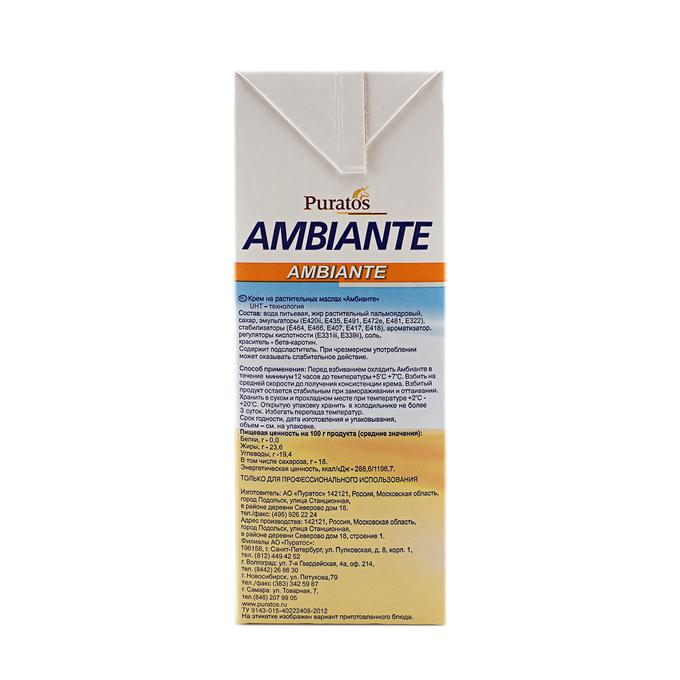 Puratos
AMBIANTE
AMBIANTE
Крем на растительных маслах «Амбианте»
UHT – технология
Состав: вода питьевая, жир растительный пальмоядровый,
сахар, эмульгаторы (E420ii, E435, E491, E472e, E481, E322),
стабилизаторы (E464, E466, E407, E417, E418), ароматизатор,
регуляторы кислотности (E331iii, E339ii), соль,
краситель - бета-каротин.
Содержит подсластитель. При чрезмерном употреблении
может оказывать слабительное действие.
Способ применения: Перед взбиванием охладить Амбианте в
течение минимум 12 часов до температуры +5°С +7°С. Взбить на
средней скорости до получения консистенции крема. Взбитый
продукт остается стабильным при замораживании и оттаивании.
Хранить в сухом и прохладном месте при температуре +2°С -
+20°С. Открытую упаковку хранить в холодильнике не более
3 суток. Избегать перепада температур.
Срок годности, дата изготовления и упаковывания,
объем – см. на упаковке.
Пищевая ценность на 100 г продукта (средние значения):
Белки, г - 0,0
Жиры, г - 23,6
Углеводы, г -19,4
В том числе сахароза, г - 18.
Энергетическая ценность, ккал/кДж - 288,6/1196,7.
ТОЛЬКО ДЛЯ ПРОФЕССИОНАЛЬНОГО ИСПОЛЬЗОВАНИЯ
Изготовитель: АО «Пуратос» 142121, Россия, Московская область,
город Подольск, улица Станционная,
в районе деревни Северово дом 18.
тел./факс: (495) 926 22 24
Адрес производства: 142121, Россия, Московская область,
город Подольск, улица Станционная,
в районе деревни Северово дом 18, строение 1.
Филиалы АО «Пуратос»:
196158, г. Санкт-Петербург, ул. Пулковская, д. 8, корп. 1,
тел. (812) 449 42 52
г. Волгоград: ул. 7-я Гвардейская, 4а, оф. 214,
тел. (8442) 26 86 30
г. Новосибирск, ул. Петухова,79
тел./факс (383) 342 59 87
г. Самара: ул. Товарная, 7,
тел.(846) 207 99 05
www.puratos.ru
ТУ 9143-015-40222408-2012
На этикетке изображен вариант приготовленного блюда.